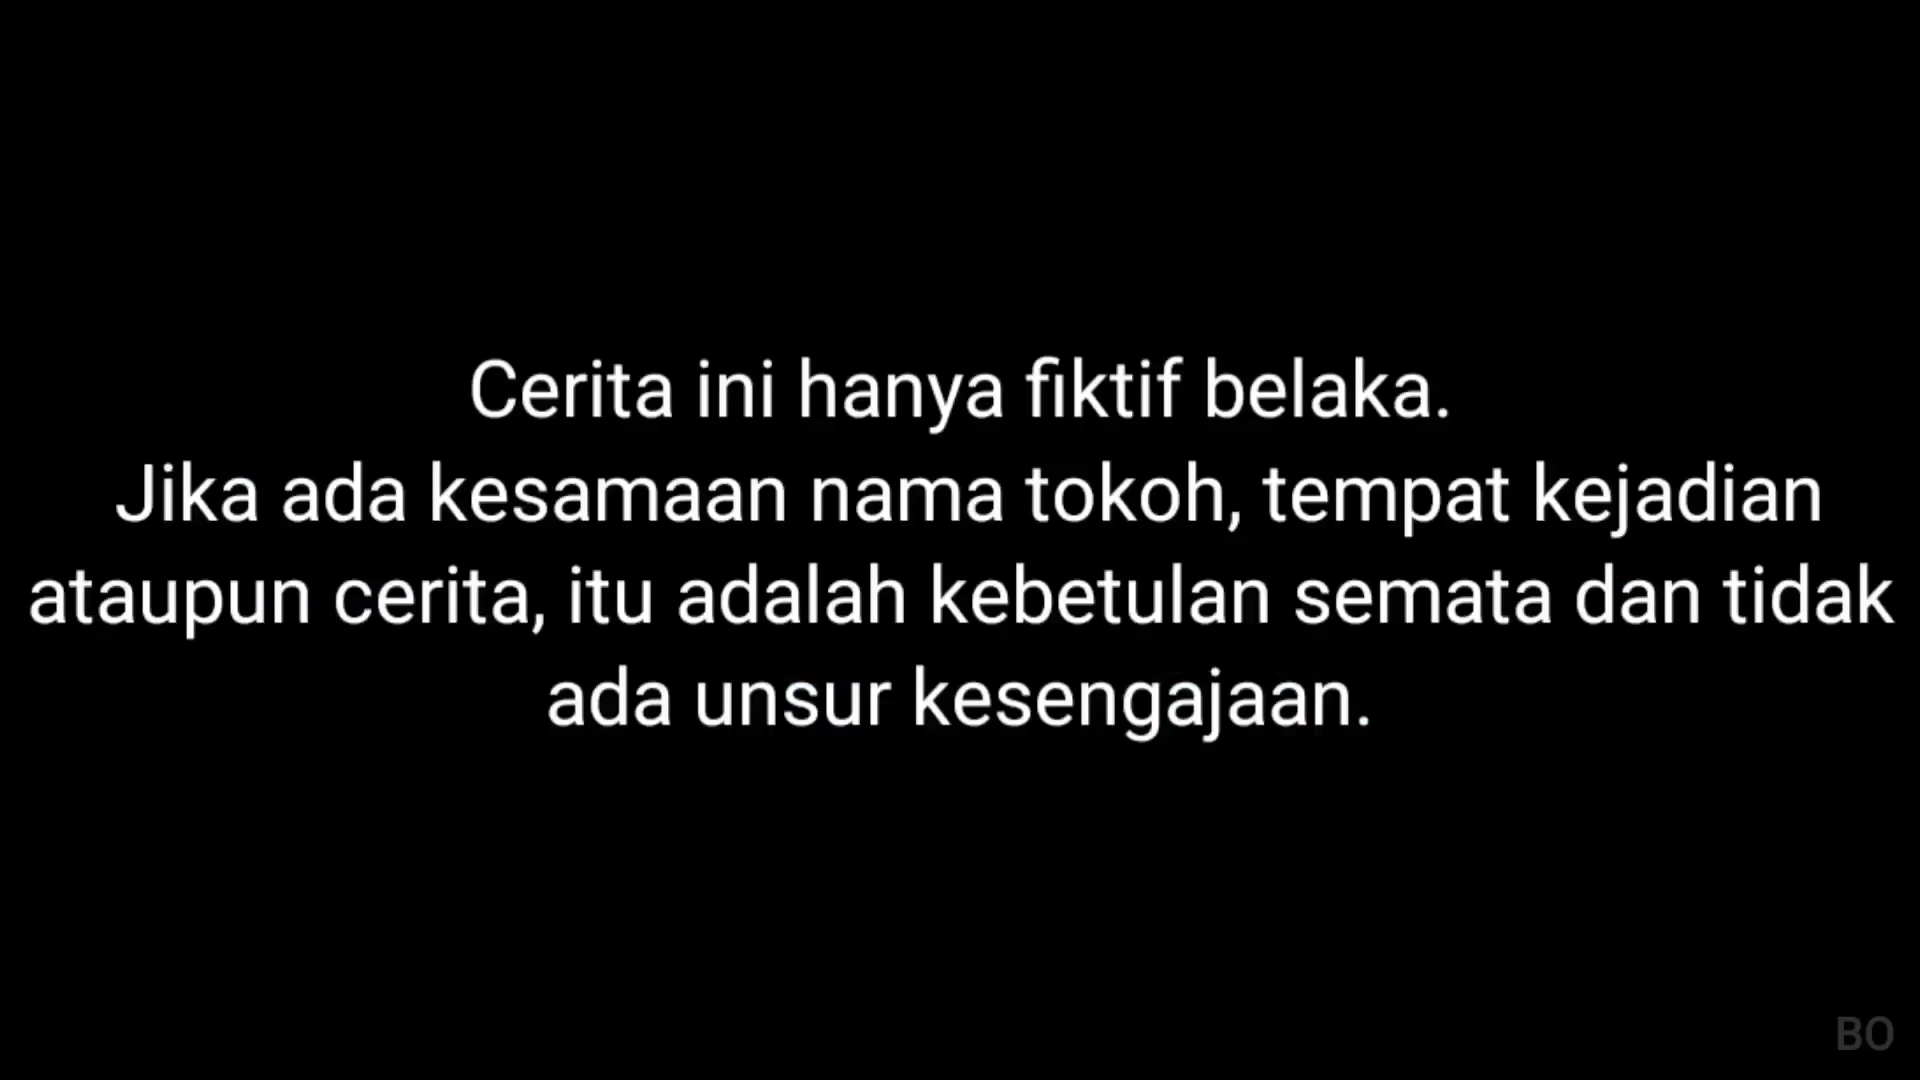 Cerita ini hanya fiktif belaka.
Jika ada kesamaan nama tokoh, tempat kejadian
ataupun cerita, itu adalah kebetulan semata dan tidak
ada unsur kesengajaan.
BO